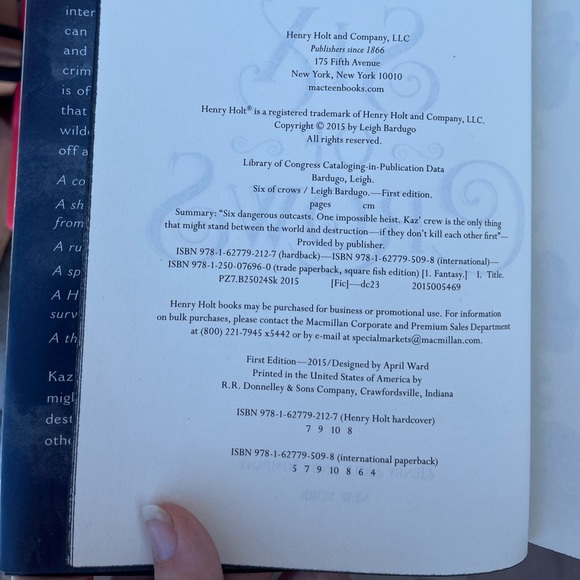 inter
can
and
crim
is of
that
wild
off a
A co
A sh
from
A ru
A sp
A H
surv
A th
Kaz
migh
dest
othe
Henry Holt and Company, LLC
Publishers since 1866
175 Fifth Avenue
New York, New York 10010
macteenbooks.com
Henry Holt® is a registered trademark of Henry Holt and Company, LLC.
Copyright © 2015 by Leigh Bardugo
All rights reserved.
Library of Congress Cataloging-in-Publication Data
Bardugo, Leigh.
Six of crows / Leigh Bardugo.—First edition.
pages cm
Summary: "Six dangerous outcasts. One impossible heist. Kaz' crew is the only thing
that might stand between the world and destruction—if they don't kill each other first"—
Provided by publisher.
ISBN 978-1-62779-212-7 (hardback)—ISBN 978-1-62779-509-8 (international)—
ISBN 978-1-250-07696-0 (trade paperback, square fish edition) [1. Fantasy.] I. Title.
PZ7.B25024Sk 2015 [Fic]—dc23 2015005469
Henry Holt books may be purchased for business or promotional use. For information
on bulk purchases, please contact the Macmillan Corporate and Premium Sales Department
at (800) 221-7945 x5442 or by e-mail at specialmarkets@macmillan.com.
First Edition—2015/Designed by April Ward
Printed in the United States of America by
R.R. Donnelley & Sons Company, Crawfordsville, Indiana
ISBN 978-1-62779-212-7 (Henry Holt hardcover)
7 9 10 8
ISBN 978-1-62779-509-8 (international paperback)
5 7 9 10 8 6 4